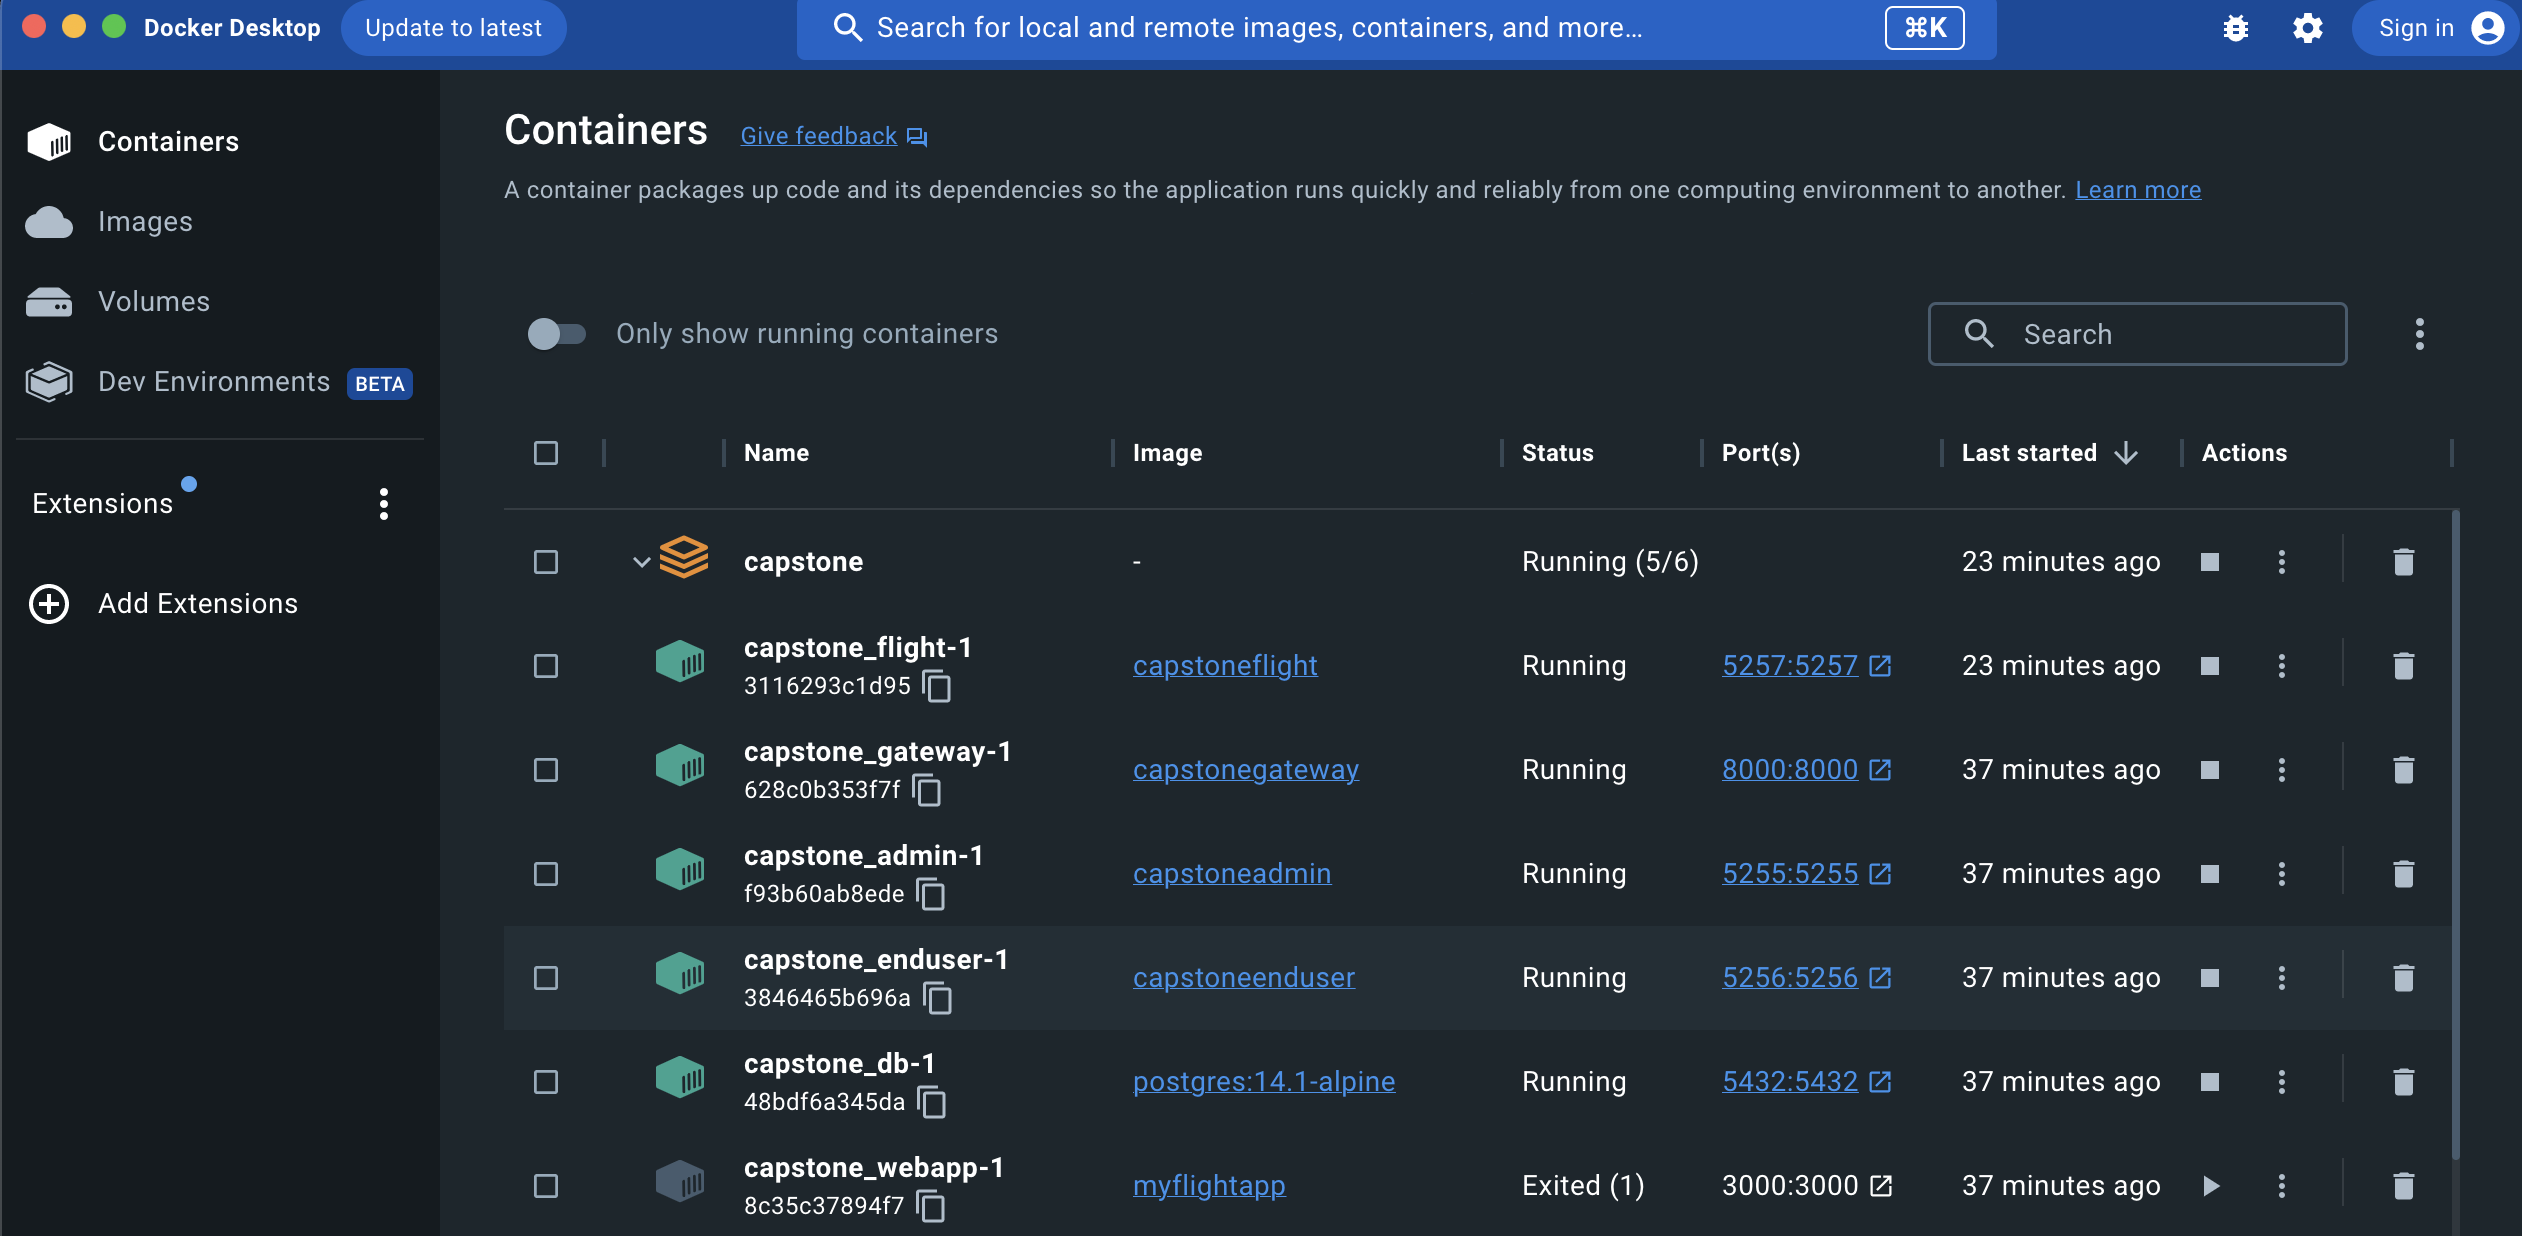 Docker Desktop
Update to latest
Search for local and remote images, containers, and more...
⌘K
Sign in
Containers
Images
Volumes
Dev Environments BETA
Extensions
Add Extensions
Containers Give feedback
A container packages up code and its dependencies so the application runs quickly and reliably from one computing environment to another. Learn more
Only show running containers
Search
Name Image Status Port(s) Last started Actions
capstone - Running (5/6) 23 minutes ago
capstone_flight-1
3116293c1d95
capstoneflight Running 5257:5257 23 minutes ago
capstone_gateway-1
628c0b353f7f
capstonegateway Running 8000:8000 37 minutes ago
capstone_admin-1
f93b60ab8ede
capstoneadmin Running 5255:5255 37 minutes ago
capstone_enduser-1
3846465b696a
capstoneenduser Running 5256:5256 37 minutes ago
capstone_db-1
48bdf6a345da
postgres:14.1-alpine Running 5432:5432 37 minutes ago
capstone_webapp-1
8c35c37894f7
myflightapp Exited (1) 3000:3000 37 minutes ago